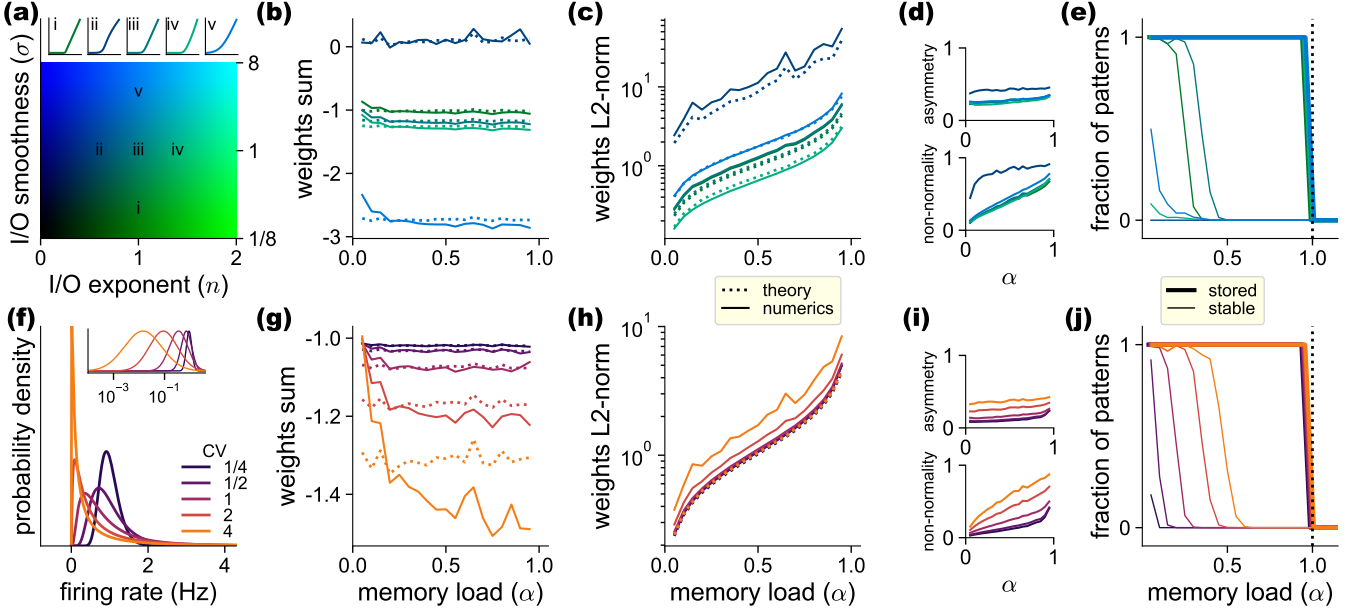 (a)
i
ii
iii
iv
v
I/O smoothness (σ)
8
1
1/8
v
ii
iii
iv
i
0
1
2
I/O exponent (n)
(b)
weights sum
0
−1
−2
−3
0.0
0.5
1.0
(c)
weights L2-norm
10¹
10⁰
0.0
0.5
1.0
(d)
asymmetry
1
0
0
1
non-normality
1
0
0
1
α
(e)
fraction of patterns
1
0
0.5
1.0
memory load (α)
theory
numerics
stored
stable
(f)
probability density
10⁻³
10⁻¹
CV
1/4
1/2
1
2
4
0
2
4
firing rate (Hz)
(g)
weights sum
-1.0
-1.2
-1.4
0.0
0.5
1.0
memory load (α)
(h)
weights L2-norm
10¹
10⁰
0.0
0.5
1.0
memory load (α)
(i)
asymmetry
1
0
0
1
non-normality
1
0
0
1
α
(j)
fraction of patterns
1
0
0.5
1.0
memory load (α)